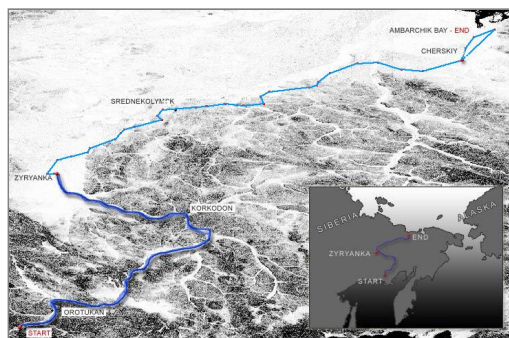 AMBARCHIK BAY - END
CHERSKIY
SREDNEKOLYMSK
ZYRYANKA
KORKODON
OROTUKAN
START
SIBERIA
ALASKA
END
ZYRYANKA
START